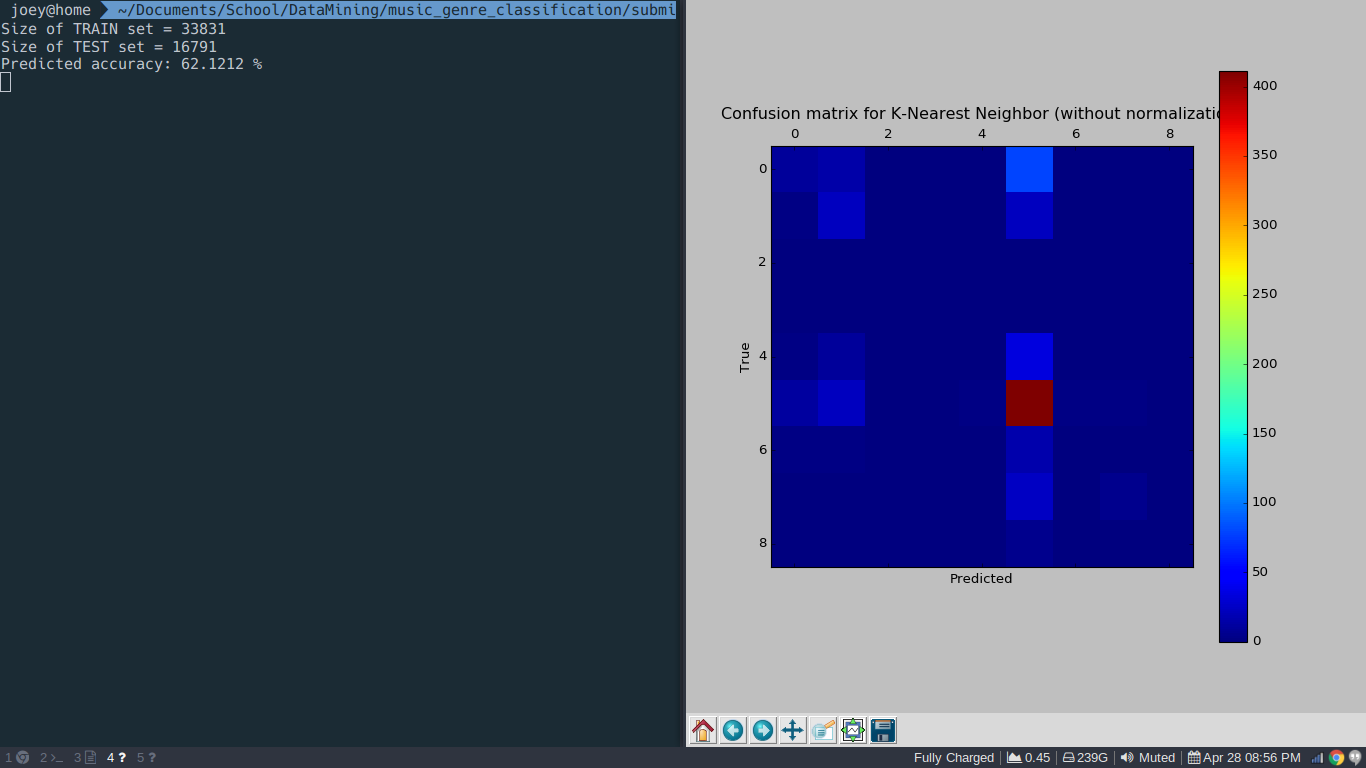 joey@home ~/Documents/School/DataMining/music_genre_classification/submi
Size of TRAIN set = 33831
Size of TEST set = 16791
Predicted accuracy: 62.1212 %
Confusion matrix for K-Nearest Neighbor (without normalizatio
0 2 4 6 8
0
2
4
6
8
True
Predicted
400
350
300
250
200
150
100
50
0
1 2 >_ 3 4 ? 5 ?
Fully Charged | 0.45 | 239G | Muted | Apr 28 08:56 PM |